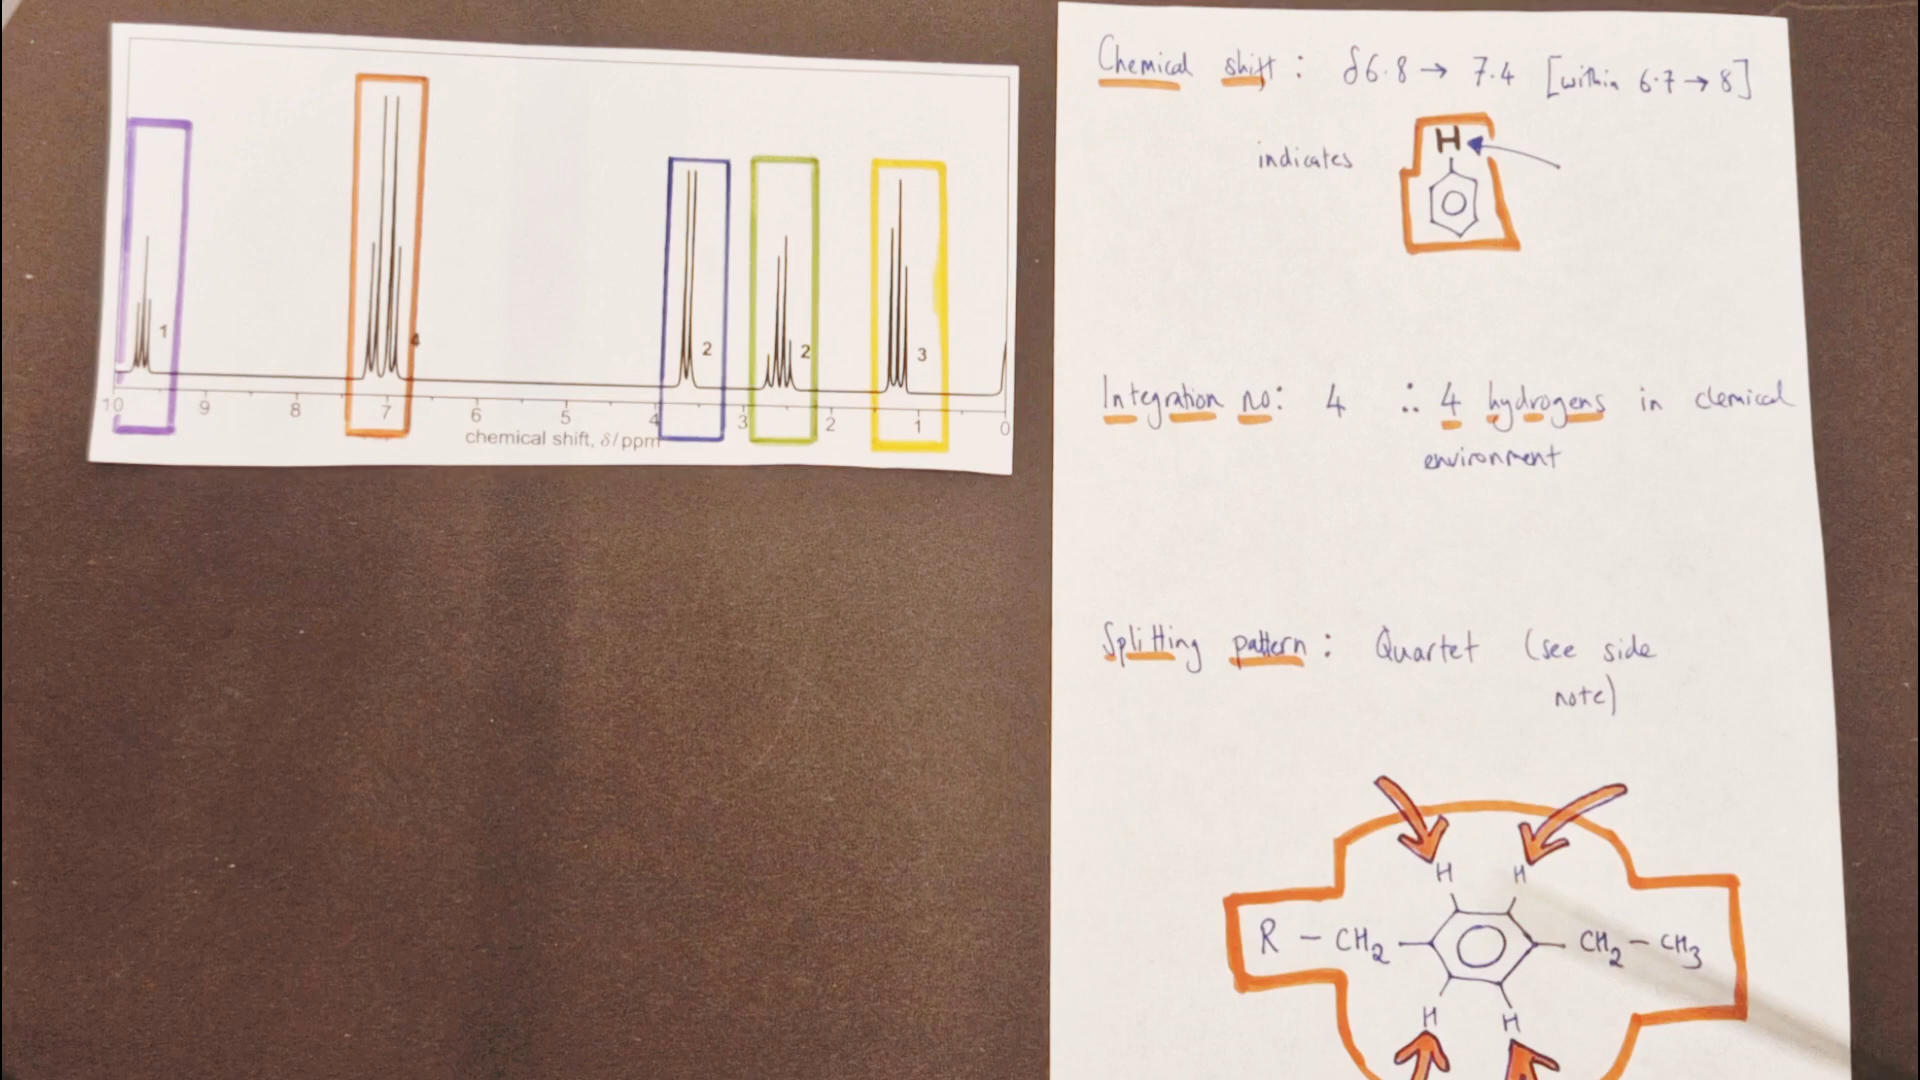 1
4
2
2
3
10 9 8 7 6 5 4 3 2 1 0
chemical shift, δ/ppm
Chemical shift : δ6.8 → 7.4 [within 6.7 → 8]
H
indicates
Integration no: 4 ∴ 4 hydrogens in chemical
environment
Splitting pattern : Quartet (see side
note)
H H
R - CH2 CH2 - CH3
H H